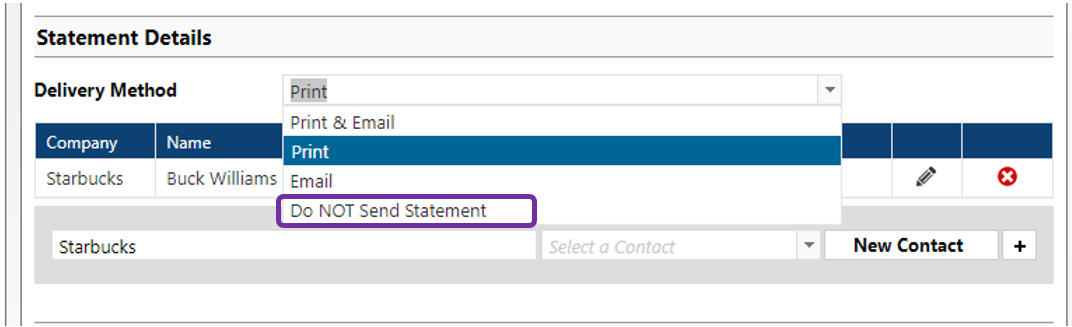 Statement Details
Delivery Method Print
Print & Email
Company Name Print
Starbucks Buck Williams Email
Do NOT Send Statement
Starbucks Select a Contact New Contact +